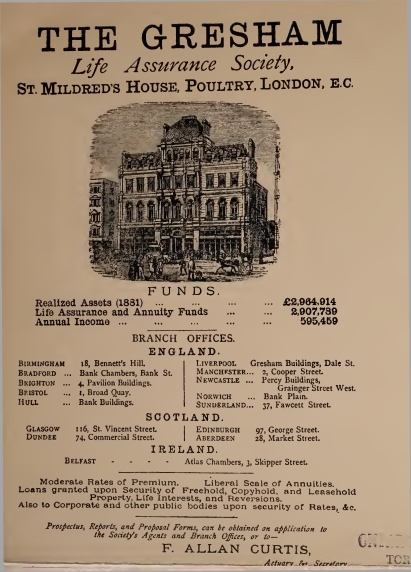 THE GRESHAM
Life Assurance Society,
ST. MILDRED'S HOUSE, POULTRY, LONDON, E.C.
FUNDS.
Realized Assets (1881) ... ... ... ... £2,964,914
Life Assurance and Annuity Funds ... ... 2,907,789
Annual Income ... ... ... ... ... 595,459
BRANCH OFFICES.
ENGLAND.
BIRMINGHAM 18, Bennett's Hill.
BRADFORD ... Bank Chambers, Bank St.
BRIGHTON ... 4, Pavilion Buildings.
BRISTOL ... 1, Broad Quay.
HULL ... Bank Buildings.
LIVERPOOL Gresham Buildings, Dale St.
MANCHESTER... 2, Cooper Street.
NEWCASTLE ... Percy Buildings,
Grainger Street West.
NORWICH ... Bank Plain.
SUNDERLAND... 37, Fawcett Street.
SCOTLAND.
GLASGOW 116, St. Vincent Street.
DUNDEE 74, Commercial Street.
EDINBURGH 97, George Street.
ABERDEEN 28, Market Street.
IRELAND.
BELFAST - - - - Atlas Chambers, 3, Skipper Street.
Moderate Rates of Premium. Liberal Scale of Annuities.
Loans granted upon Security of Freehold, Copyhold, and Leasehold
Property, Life Interests, and Reversions.
Also to Corporate and other public bodies upon security of Rates, &c.
Prospectus, Reports, and Proposal Forms, can be obtained on application
to the Society's Agents and Branch Offices, or to—
F. ALLAN CURTIS,
Actuary & Secretary.
TOR